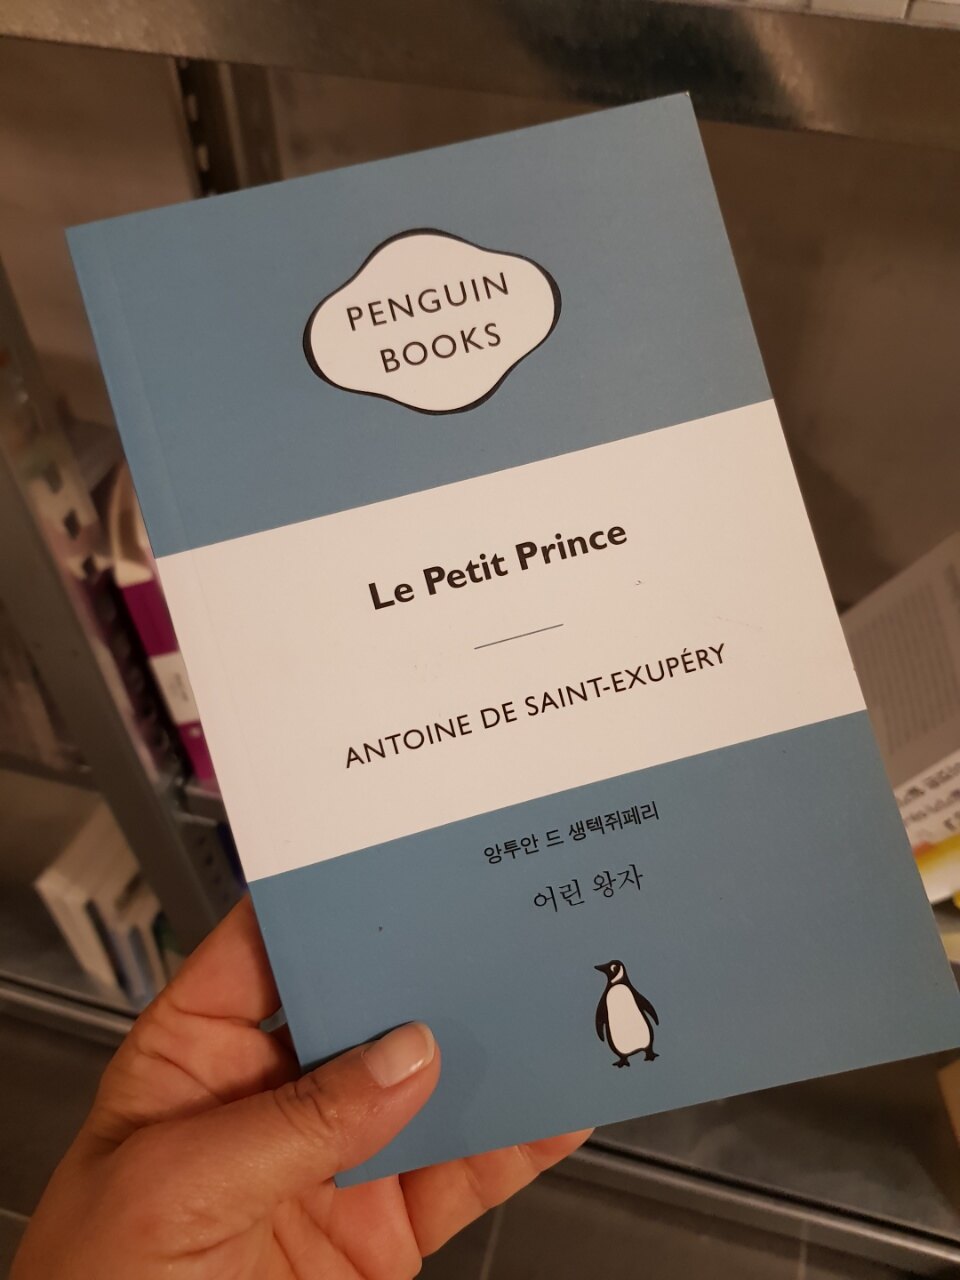 PENGUIN
BOOKS
Le Petit Prince
ANTOINE DE SAINT-EXUPÉRY
앙투안 드 생텍쥐페리
어린 왕자